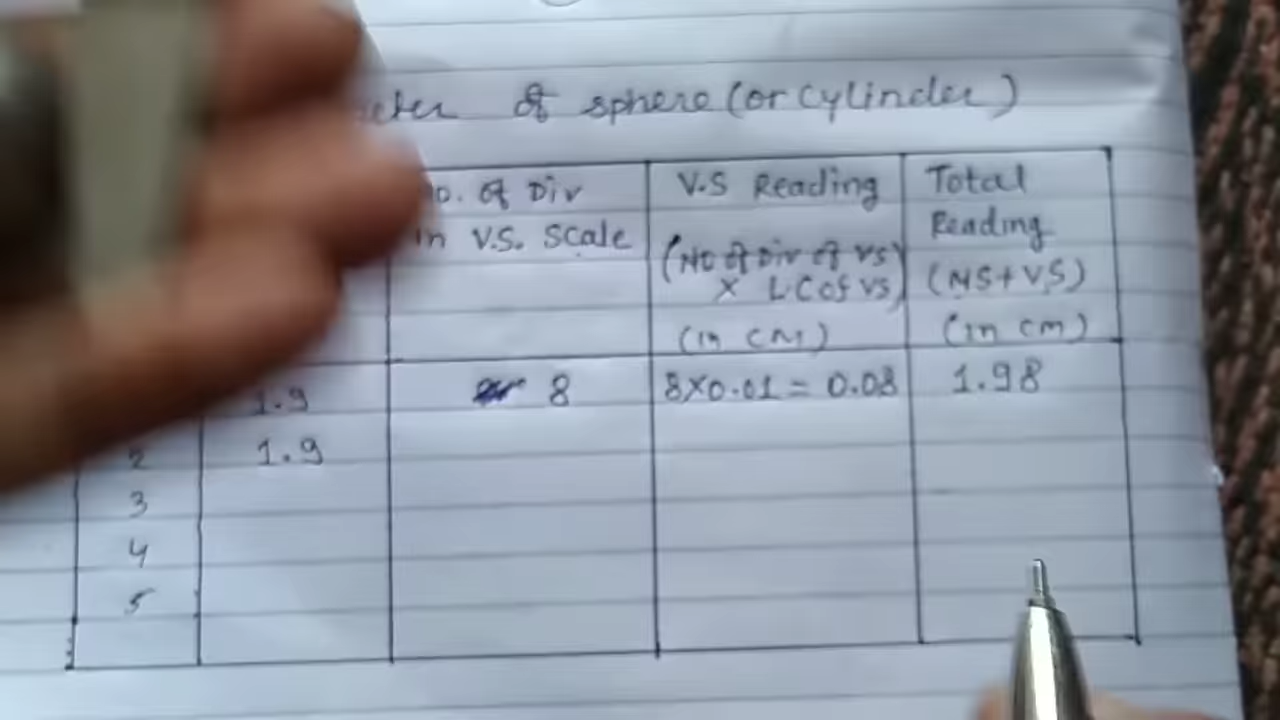 of sphere (or cylinder)
of Div
in V.S. Scale
V.S Reading
(No of Div of VS
X L.C of VS)
(in cm)
Total
Reading
(MS+VS)
(in cm)
1.9 8 8X0.01 = 0.08 1.98
2 1.9
3
4
5